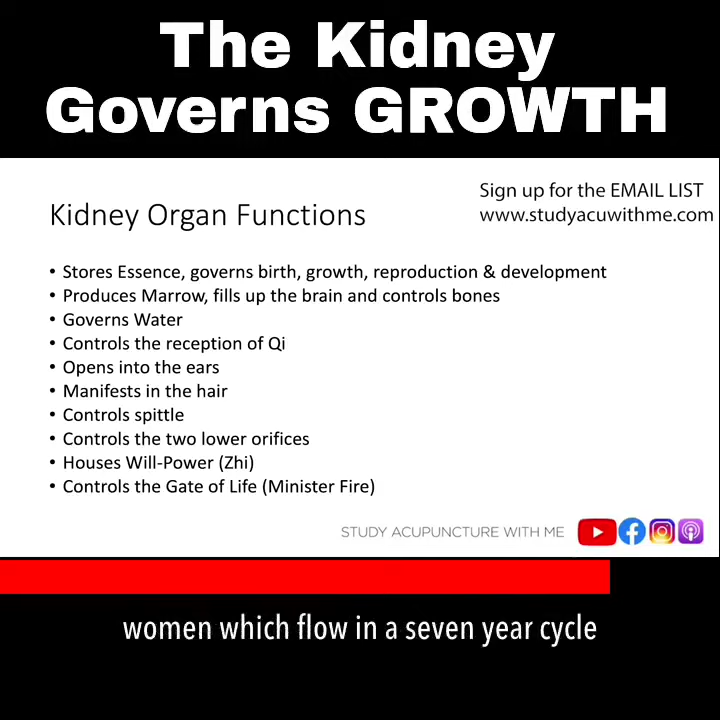 The Kidney
Governs GROWTH
Sign up for the EMAIL LIST
www.studyacuwithme.com
Kidney Organ Functions
• Stores Essence, governs birth, growth, reproduction & development
• Produces Marrow, fills up the brain and controls bones
• Governs Water
• Controls the reception of Qi
• Opens into the ears
• Manifests in the hair
• Controls spittle
• Controls the two lower orifices
• Houses Will-Power (Zhi)
• Controls the Gate of Life (Minister Fire)
STUDY ACUPUNCTURE WITH ME
women which flow in a seven year cycle